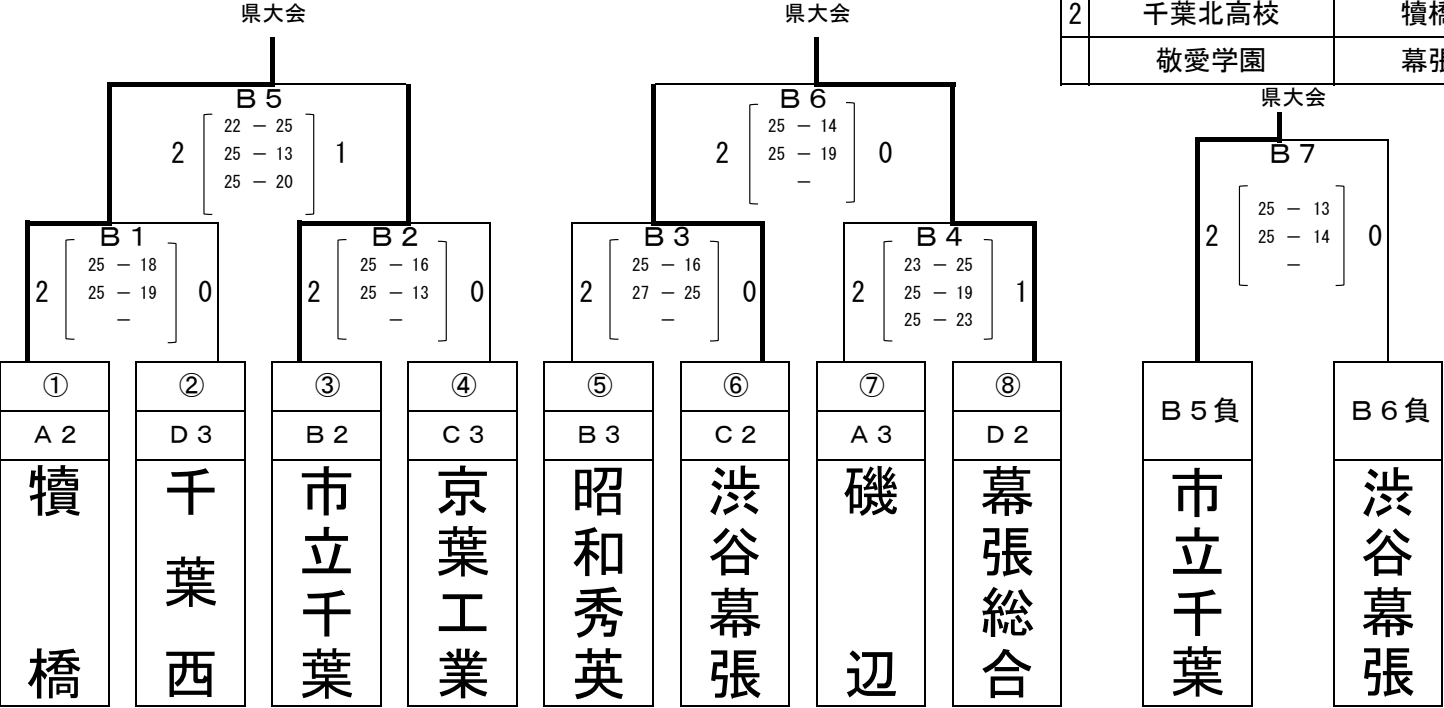 県大会
県大会
2 千葉北高校 犢橋
敬愛学園 幕張
県大会
B5
2 22 - 25 1
25 - 13
25 - 20
B6
2 25 - 14 0
25 - 19
-
B7
2 25 - 13 0
25 - 14
-
B1
2 25 - 18 0
25 - 19
-
B2
2 25 - 16 0
25 - 13
-
B3
2 25 - 16 0
27 - 25
-
B4
2 23 - 25 1
25 - 19
25 - 23
① ② ③ ④ ⑤ ⑥ ⑦ ⑧
A2 D3 B2 C3 B3 C2 A3 D2
B5負 B6負
犢橋
千葉西
市立千葉
京葉工業
昭和秀英
渋谷幕張
磯辺
幕張総合
市立千葉
渋谷幕張